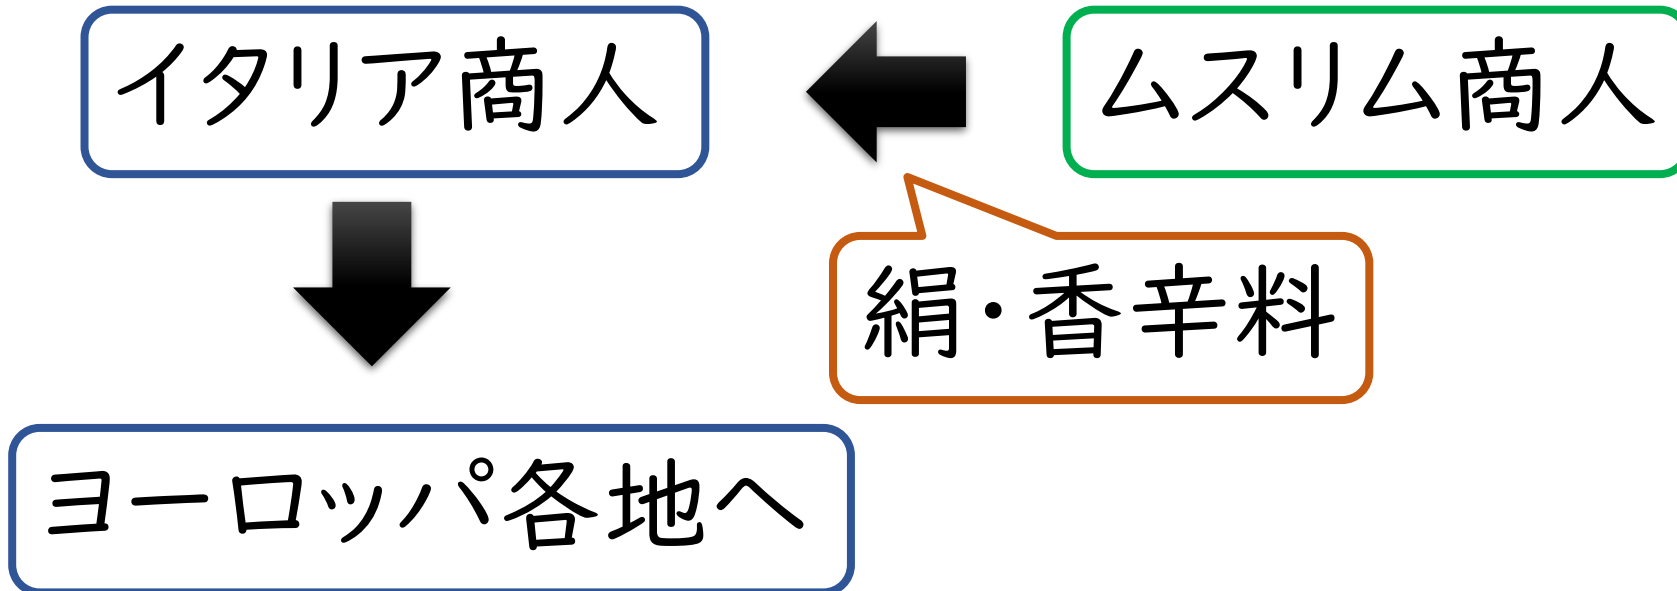 イタリア商人
ムスリム商人
絹・香辛料
ヨーロッパ各地へ